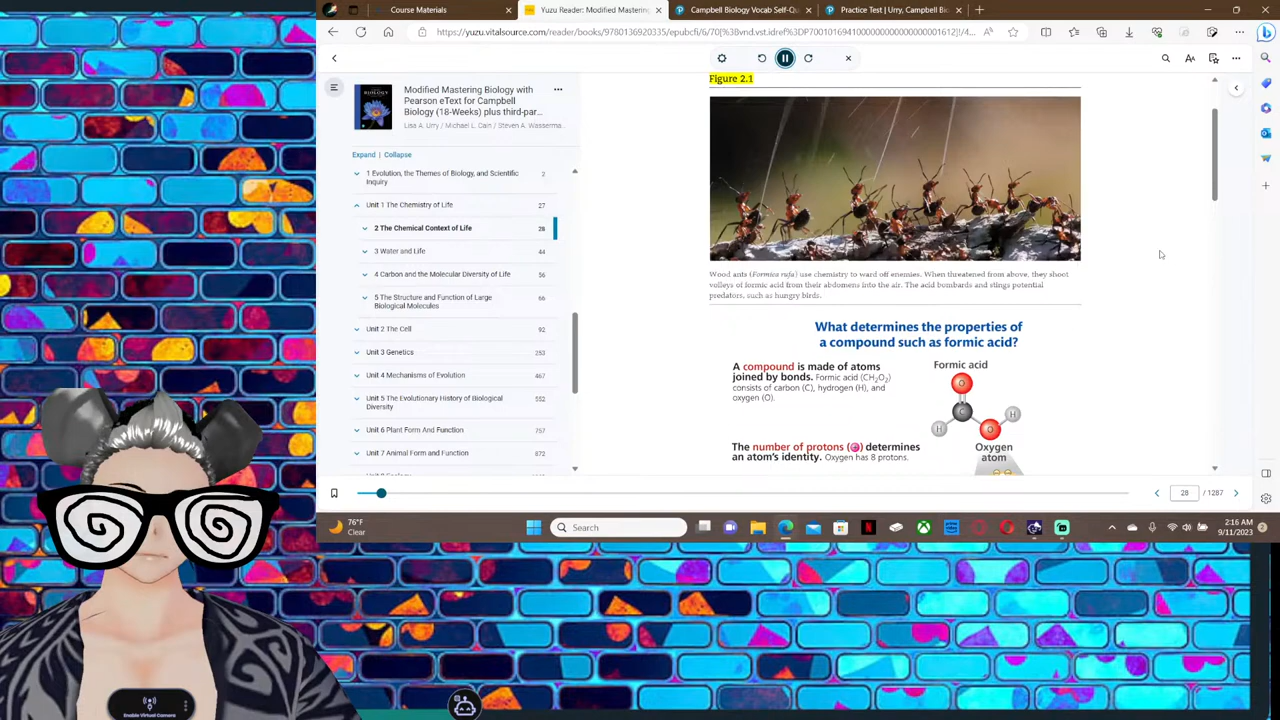 Course Materials
Yuzu Reader: Modified Mastering
Campbell Biology Vocab Self-Qu
Practice Test | Urry, Campbell Bio
https://yuzu.vitalsource.com/reader/books/9780136920335/epubcfi/6/70[%3Bvnd.vst.idref%3DP7001016941000000000000000001612]!/4...
Figure 2.1
Modified Mastering Biology with
Pearson eText for Campbell
Biology (18-Weeks) plus third-par...
Lisa A. Urry / Michael L. Cain / Steven A. Wasserma...
Expand | Collapse
1 Evolution, the Themes of Biology, and Scientific 2
Inquiry
Unit 1 The Chemistry of Life 27
2 The Chemical Context of Life 28
3 Water and Life 44
4 Carbon and the Molecular Diversity of Life 56
5 The Structure and Function of Large 66
Biological Molecules
Unit 2 The Cell 92
Unit 3 Genetics 253
Unit 4 Mechanisms of Evolution 467
Unit 5 The Evolutionary History of Biological 552
Diversity
Unit 6 Plant Form And Function 757
Unit 7 Animal Form and Function 872
Wood ants (Formica rufa) use chemistry to ward off enemies. When threatened from above, they shoot
volleys of formic acid from their abdomens into the air. The acid bombards and stings potential
predators, such as hungry birds.
What determines the properties of
a compound such as formic acid?
A compound is made of atoms
joined by bonds. Formic acid (CH2O2)
consists of carbon (C), hydrogen (H), and
oxygen (O).
Formic acid
O
C
H
H
O
The number of protons determines
an atom's identity. Oxygen has 8 protons.
Oxygen
atom
28 / 1287
76°F
Clear
Search
2:16 AM
9/11/2023
Enable Virtual Camera